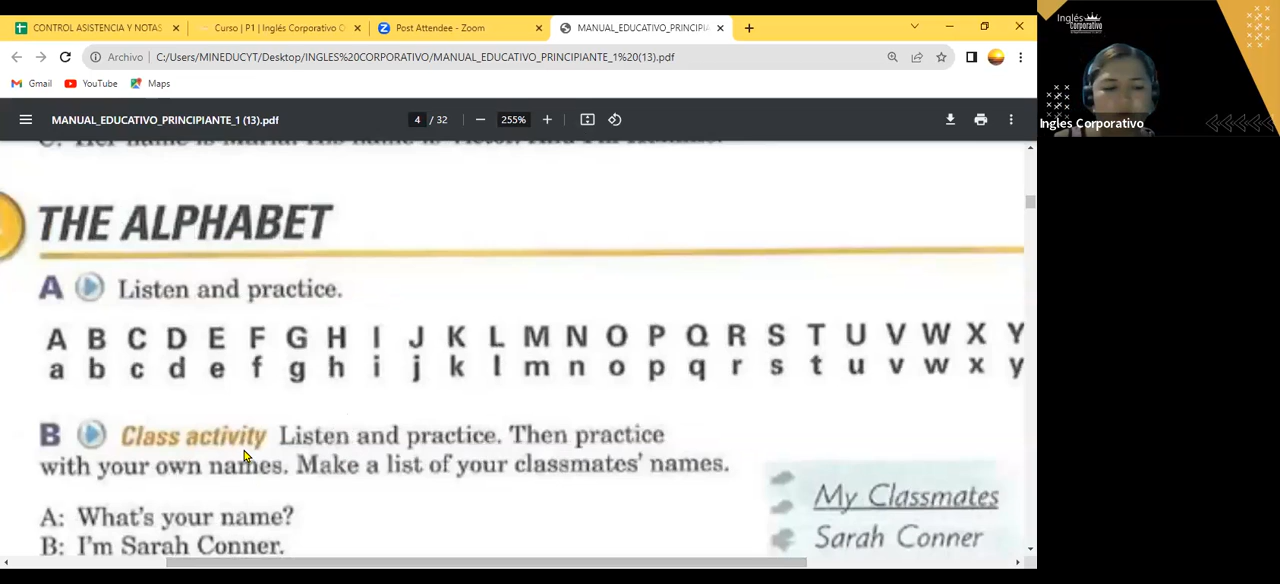 CONTROL ASISTENCIA Y NOTAS
Curso | P1 | Inglés Corporativo C
Post Attendee - Zoom
MANUAL_EDUCATIVO_PRINCIPIANTE_
Archivo
C:/Users/MINEDUCYT/Desktop/INGLES%20CORPORATIVO/MANUAL_EDUCATIVO_PRINCIPIANTE_1%20(13).pdf
Gmail
YouTube
Maps
MANUAL_EDUCATIVO_PRINCIPIANTE_1 (13).pdf
4 / 32
255%
THE ALPHABET
A Listen and practice.
A B C D E F G H I J K L M N O P Q R S T U V W X Y
a b c d e f g h i j k l m n o p q r s t u v w x y
B Class activity Listen and practice. Then practice
with your own names. Make a list of your classmates' names.
A: What's your name?
B: I'm Sarah Conner.
My Classmates
Sarah Conner
Inglés
Corporativo
Ingles Corporativo